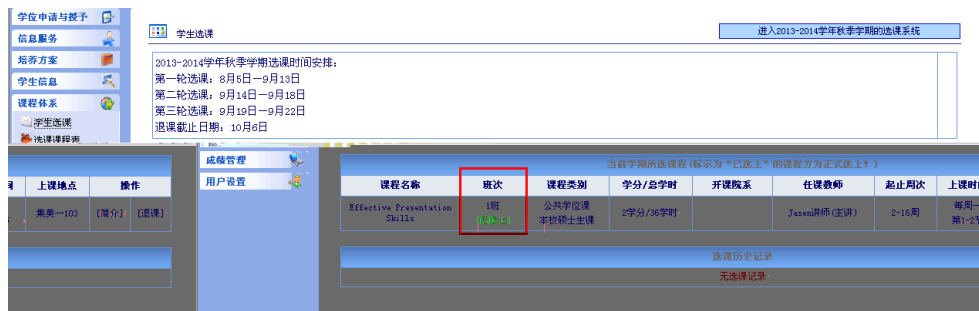 学位申请与授予
信息服务
培养方案
学生信息
课程体系
学生选课
选课课程表
学生选课
进入2013-2014学年秋季学期的选课系统
2013-2014学年秋季学期选课时间安排:
第一轮选课: 8月5日—9月13日
第二轮选课: 9月14日—9月18日
第三轮选课: 9月19日—9月22日
退课截止日期: 10月6日
上课地点 操作
集美一103 [简介] [退课]
成绩管理
用户设置
当前学期所选课程(标示为“已选上”的课程方为正式选上!)
课程名称 班次 课程类别 学分/总学时 开课院系 任课教师 起止周次 上课时
Effective Presentation Skills 1班 公共学位课 本校硕士生课 2学分/36学时 Jasen讲师(主讲) 2-16周 每周一 第1-2节
选课历史记录
无选课记录